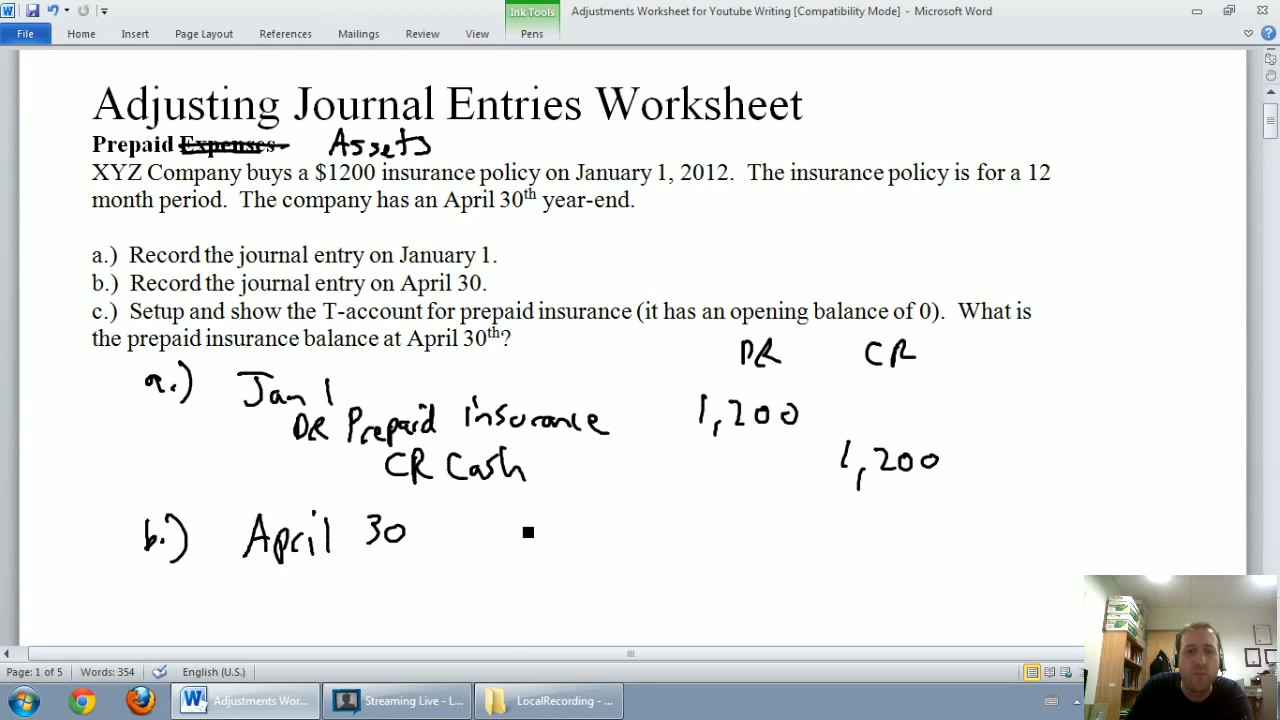 Ink Tools
Adjustments Worksheet for Youtube Writing [Compatibility Mode] - Microsoft Word
File Home Insert Page Layout References Mailings Review View Pens
Adjusting Journal Entries Worksheet
Prepaid Expenses Assets
XYZ Company buys a $1200 insurance policy on January 1, 2012. The insurance policy is for a 12
month period. The company has an April 30th year-end.
a.) Record the journal entry on January 1.
b.) Record the journal entry on April 30.
c.) Setup and show the T-account for prepaid insurance (it has an opening balance of 0). What is
the prepaid insurance balance at April 30th?
DR CR
a.) Jan 1
DR Prepaid insurance 1,200
CR Cash 1,200
b.) April 30
Page: 1 of 5 Words: 354 English (U.S.)
Adjustments Wor... Streaming Live - L... LocalRecording - ...